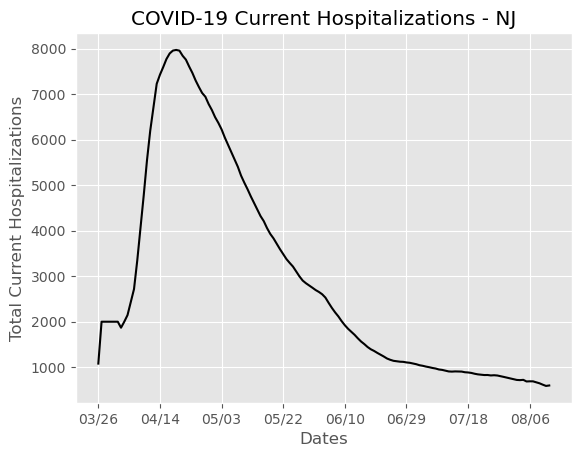 COVID-19 Current Hospitalizations - NJ
Total Current Hospitalizations
8000
7000
6000
5000
4000
3000
2000
1000
03/26 04/14 05/03 05/22 06/10 06/29 07/18 08/06
Dates